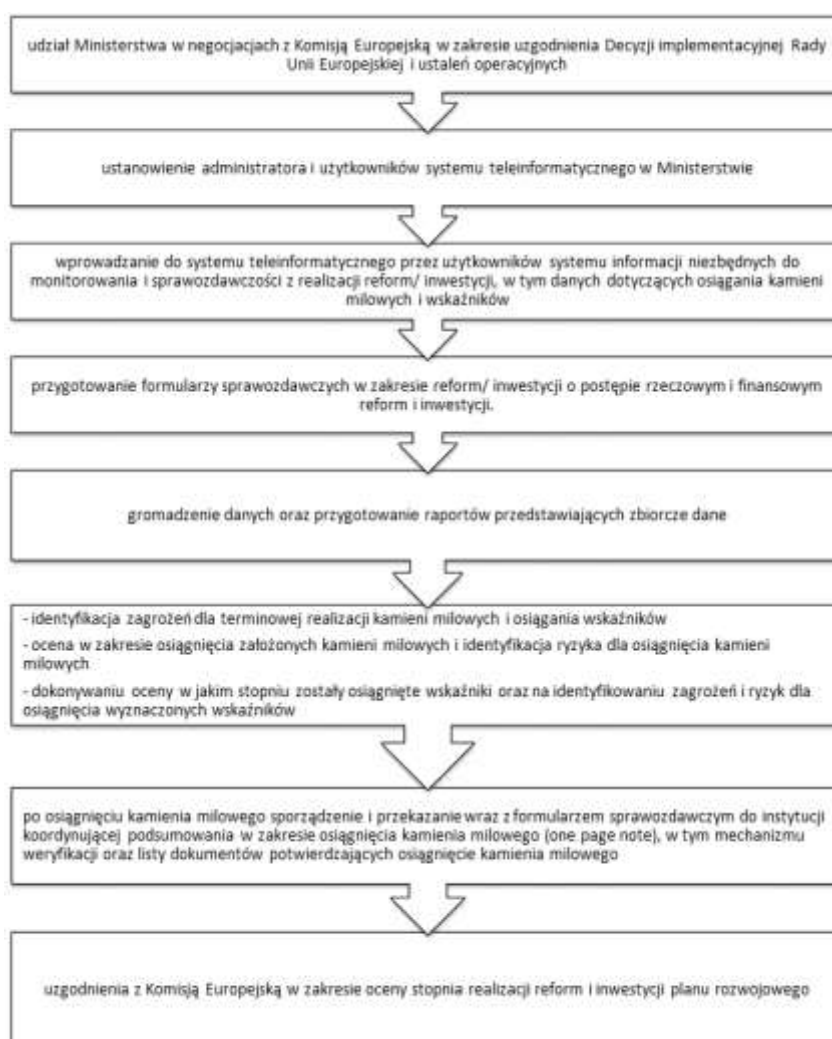 udział Ministerstwa w negocjacjach z Komisją Europejską w zakresie uzgodnienia Decyzji implementacyjnej Rady
Unii Europejskiej i ustaleń operacyjnych
ustanowienie administratora i użytkowników systemu teleinformatycznego w Ministerstwie
wprowadzanie do systemu teleinformatycznego przez użytkowników systemu informacji niezbędnych do
monitorowania i sprawozdawczości z realizacji reform/ inwestycji, w tym danych dotyczących osiągania kamieni
milowych i wskaźników
przygotowanie formularzy sprawozdawczych w zakresie reform/ inwestycji o postępie rzeczowym i finansowym
reform i inwestycji.
gromadzenie danych oraz przygotowanie raportów przedstawiających zbiorcze dane
- identyfikacja zagrożeń dla terminowej realizacji kamieni milowych i osiągania wskaźników
- ocena w zakresie osiągnięcia założonych kamieni milowych i identyfikacja ryzyka dla osiągnięcia kamieni
milowych
- dokonywaniu oceny w jakim stopniu zostały osiągnięte wskaźniki oraz na identyfikowaniu zagrożeń i ryzyk dla
osiągnięcia wyznaczonych wskaźników
po osiągnięciu kamienia milowego sporządzenie i przekazanie wraz z formularzem sprawozdawczym do instytucji
koordynującej podsumowania w zakresie osiągnięcia kamienia milowego (one page note), w tym mechanizmu
weryfikacji oraz listy dokumentów potwierdzających osiągnięcie kamienia milowego
uzgodnienia z Komisją Europejską w zakresie oceny stopnia realizacji reform i inwestycji planu rozwojowego